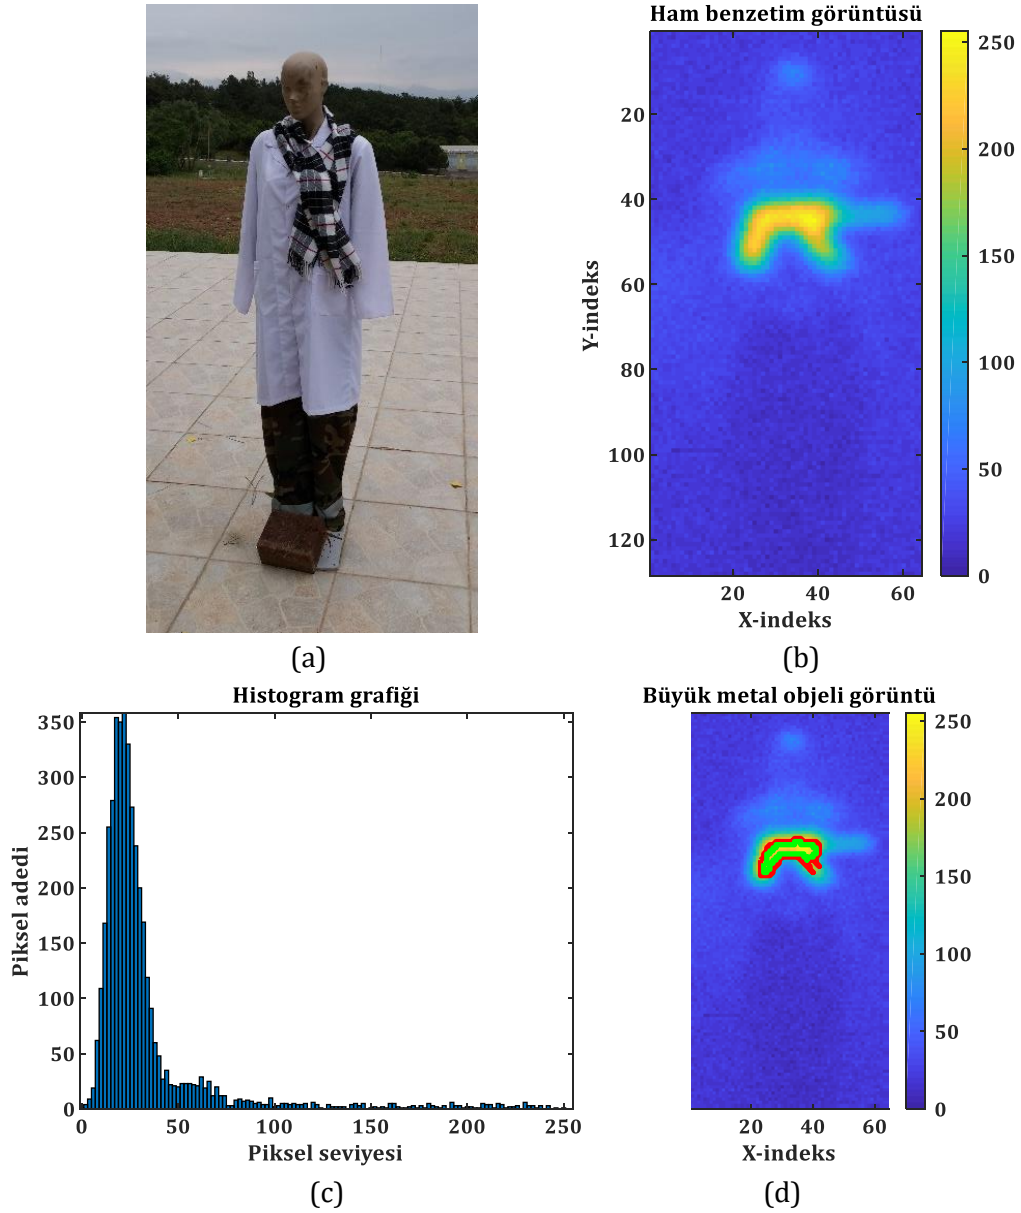 Ham benzetim görüntüsü
250
200
150
100
50
0
20
40
60
80
100
120
Y-indeks
20 40 60
X-indeks
(a)
(b)
Histogram grafiği
350
300
250
200
150
100
50
0
Piksel adedi
0 50 100 150 200 250
Piksel seviyesi
(c)
Büyük metal objeli görüntü
250
200
150
100
50
0
20 40 60
X-indeks
(d)